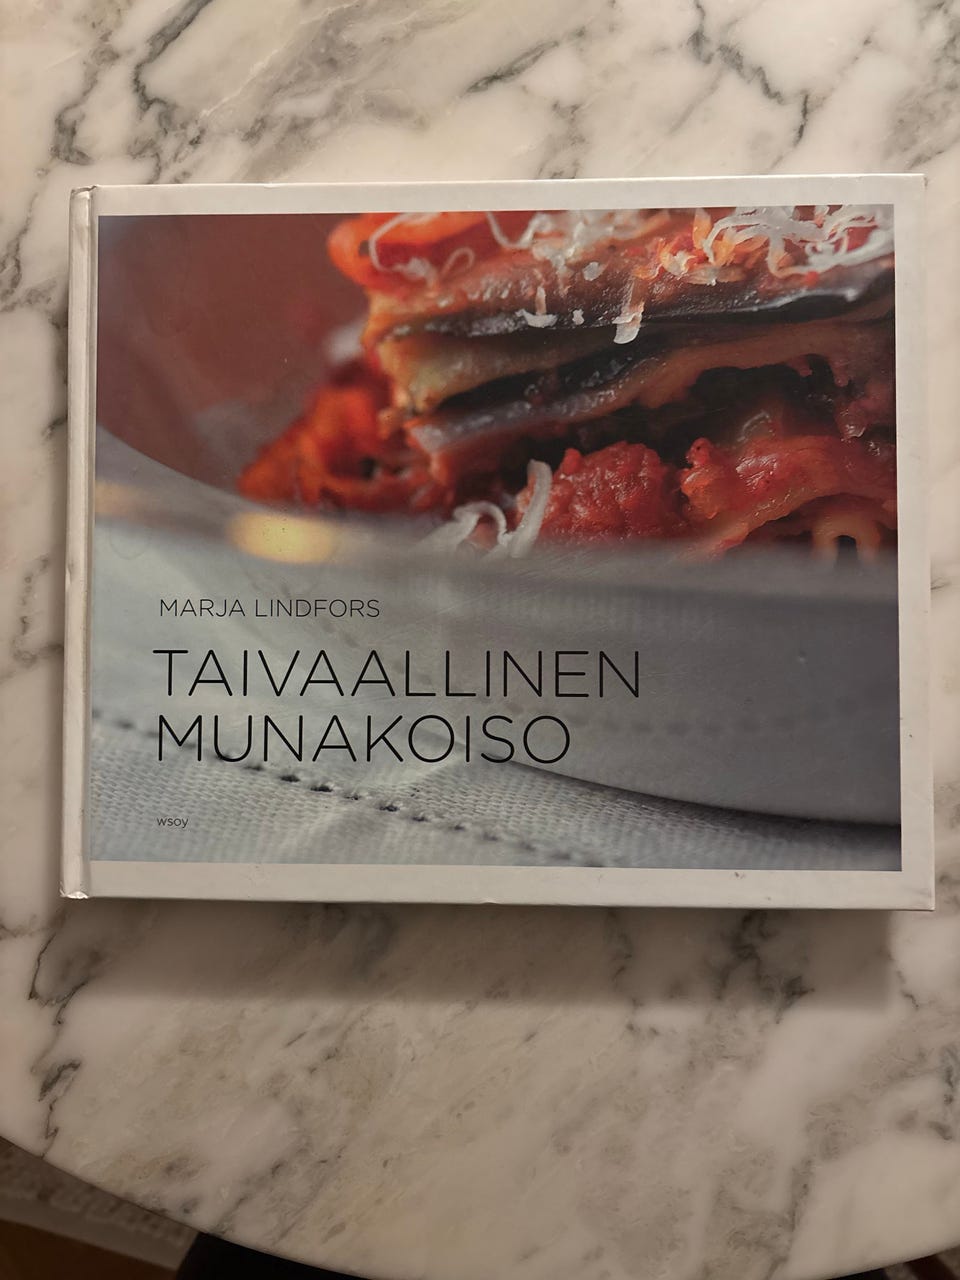 MARJA LINDFORS
TAIVAALLINEN
MUNAKOISO
wsoy